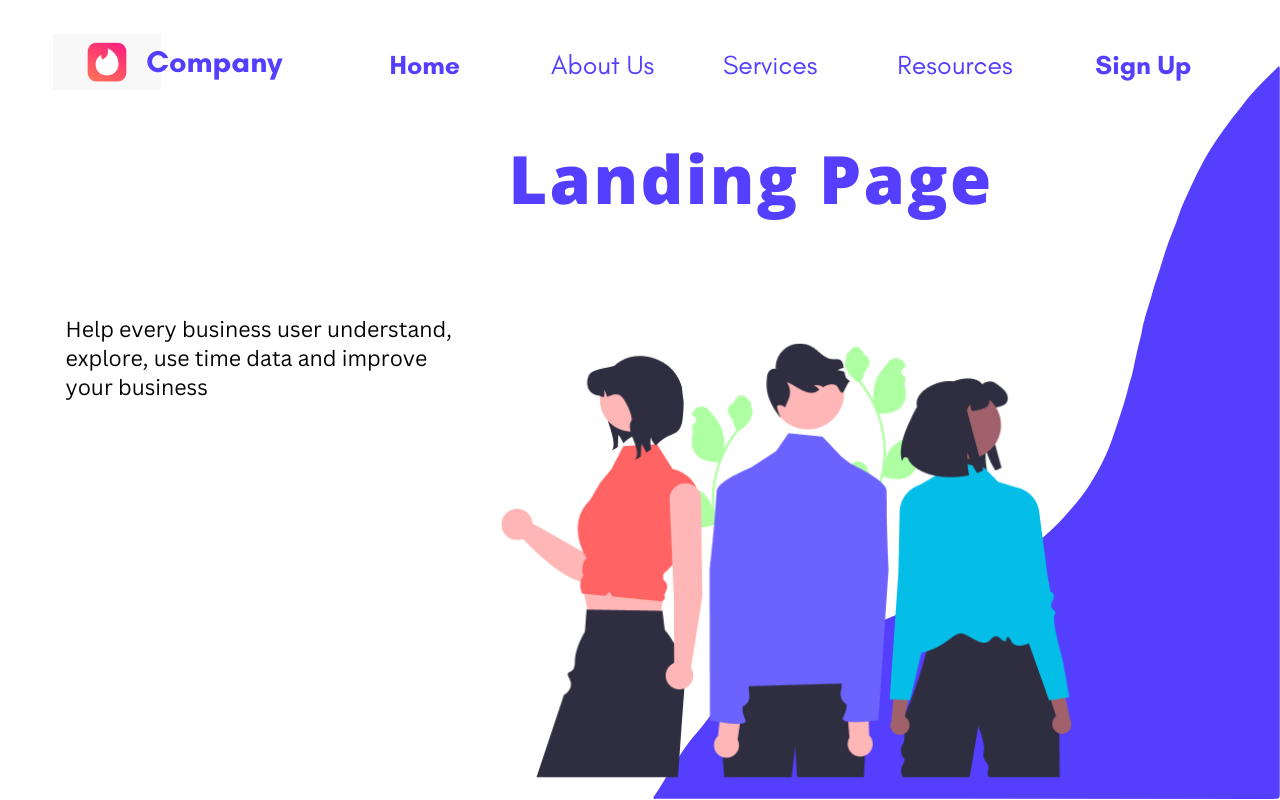 Company Home About Us Services Resources Sign Up
Landing Page
Help every business user understand,
explore, use time data and improve
your business